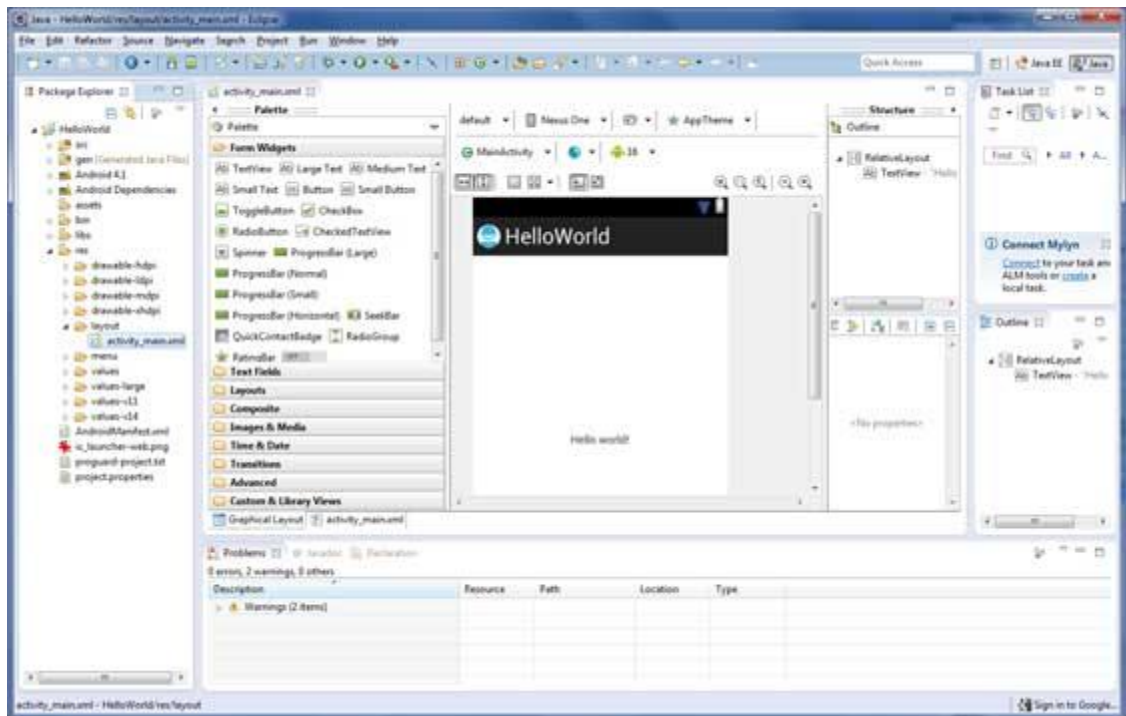 Java - HelloWorld/res/layout/activity_main.xml - Eclipse
File Edit Refactor Source Navigate Search Project Run Window Help
Quick Access
Java EE
Java
Package Explorer
HelloWorld
src
gen [Generated Java Files]
Android 4.1
Android Dependencies
assets
bin
libs
res
drawable-hdpi
drawable-ldpi
drawable-mdpi
drawable-xhdpi
layout
activity_main.xml
menu
values
values-large
values-v11
values-v14
AndroidManifest.xml
ic_launcher-web.png
proguard-project.txt
project.properties
activity_main.xml
Palette
Palette
Form Widgets
TextView Large Text Medium Text
Small Text Button Small Button
ToggleButton CheckBox
RadioButton CheckedTextView
Spinner ProgressBar (Large)
ProgressBar (Normal)
ProgressBar (Small)
ProgressBar (Horizontal) SeekBar
QuickContactBadge RadioGroup
RatingBar
Text Fields
Layouts
Composite
Images & Media
Time & Date
Transitions
Advanced
Custom & Library Views
Graphical Layout activity_main.xml
default Nexus One AppTheme
MainActivity 16
HelloWorld
Hello world!
Structure
Outline
RelativeLayout
TextView - "Hello
<No properties>
Task List
Find All A...
Connect Mylyn
Connect to your task and
ALM tools or create a
local task.
Outline
RelativeLayout
TextView - "Hello
Problems Javadoc Declaration
0 errors, 2 warnings, 0 others
Description Resource Path Location Type
Warnings (2 items)
activity_main.xml - HelloWorld/res/layout
Sign in to Google...